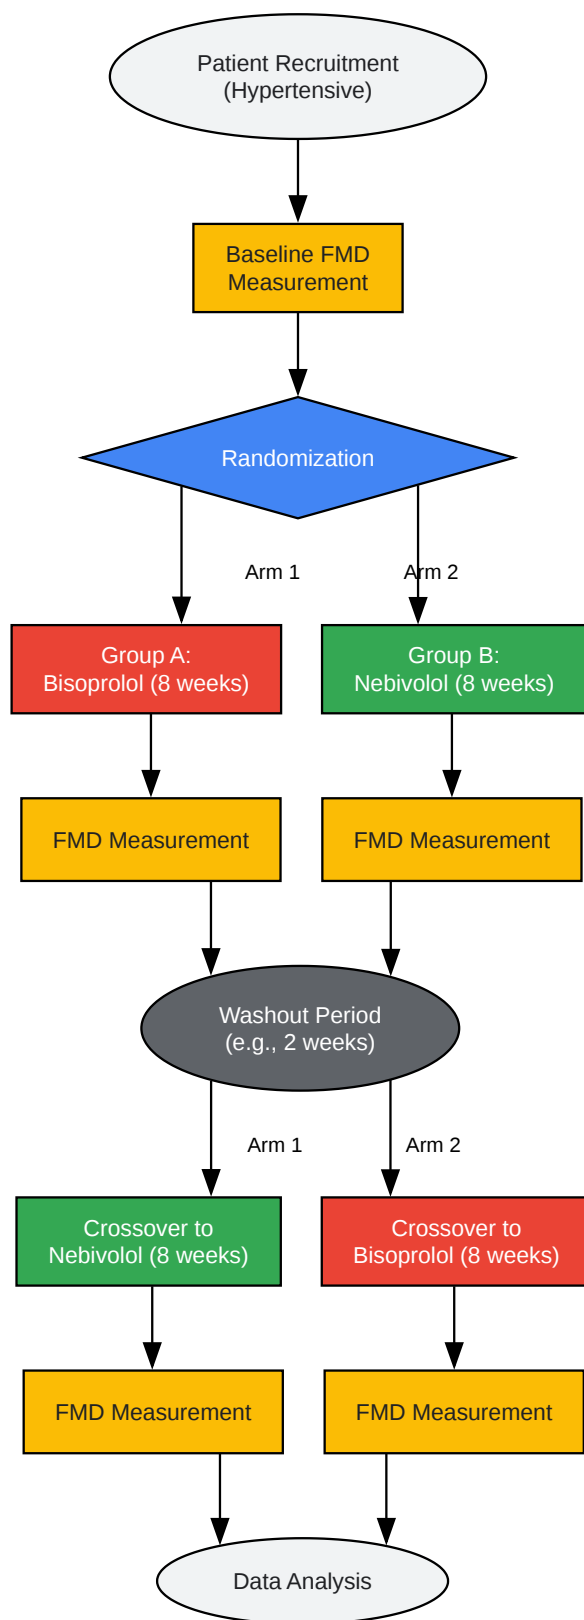 Patient Recruitment
(Hypertensive)
Baseline FMD
Measurement
Randomization
Arm 1
Arm 2
Group A:
Bisoprolol (8 weeks)
Group B:
Nebivolol (8 weeks)
FMD Measurement
FMD Measurement
Washout Period
(e.g., 2 weeks)
Arm 1
Arm 2
Crossover to
Nebivolol (8 weeks)
Crossover to
Bisoprolol (8 weeks)
FMD Measurement
FMD Measurement
Data Analysis